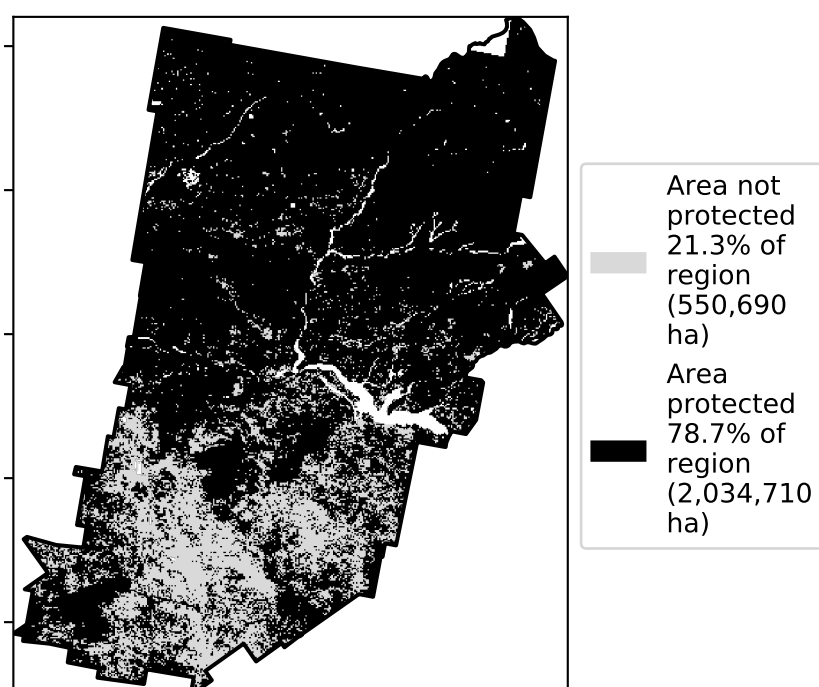 Area not
protected
21.3% of
region
(550,690
ha)
Area
protected
78.7% of
region
(2,034,710
ha)